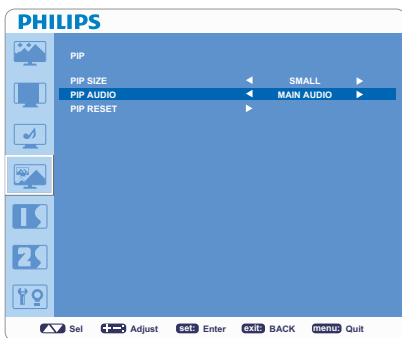 PHILIPS
PIP
PIP SIZE SMALL
PIP AUDIO MAIN AUDIO
PIP RESET
Sel Adjust set: Enter exit: BACK menu: Quit